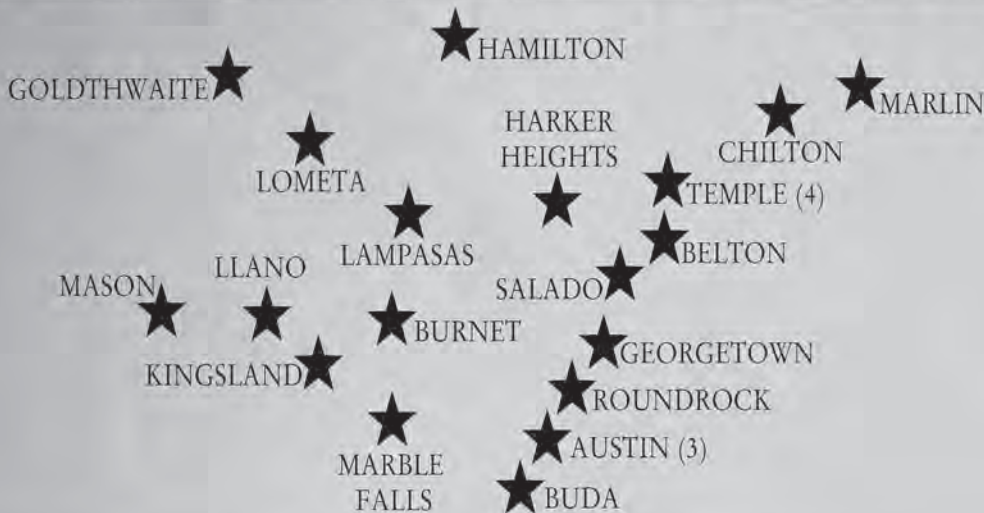 HAMILTON
GOLDTHWAITE
MARLIN
HARKER
HEIGHTS
CHILTON
LOMETA
TEMPLE (4)
LAMPASAS
BELTON
LLANO
MASON
SALADO
BURNET
GEORGETOWN
KINGSLAND
ROUNDROCK
AUSTIN (3)
MARBLE
FALLS
BUDA